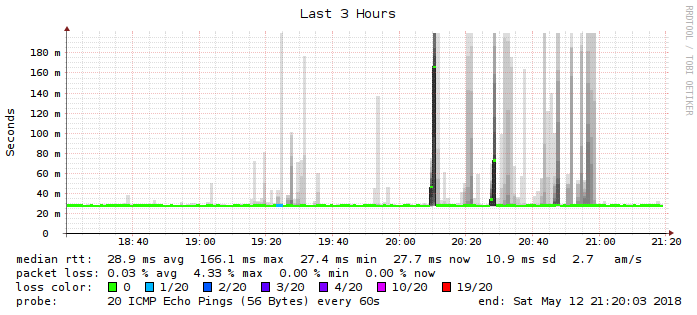 Last 3 Hours
RRDTOOL / TOBI OETIKER
Seconds
180 m
160 m
140 m
120 m
100 m
80 m
60 m
40 m
20 m
0
18:40 19:00 19:20 19:40 20:00 20:20 20:40 21:00 21:20
median rtt: 28.9 ms avg 166.1 ms max 27.4 ms min 27.7 ms now 10.9 ms sd 2.7 am/s
packet loss: 0.03 % avg 4.33 % max 0.00 % min 0.00 % now
loss color: 0 1/20 2/20 3/20 4/20 10/20 19/20
probe: 20 ICMP Echo Pings (56 Bytes) every 60s end: Sat May 12 21:20:03 2018